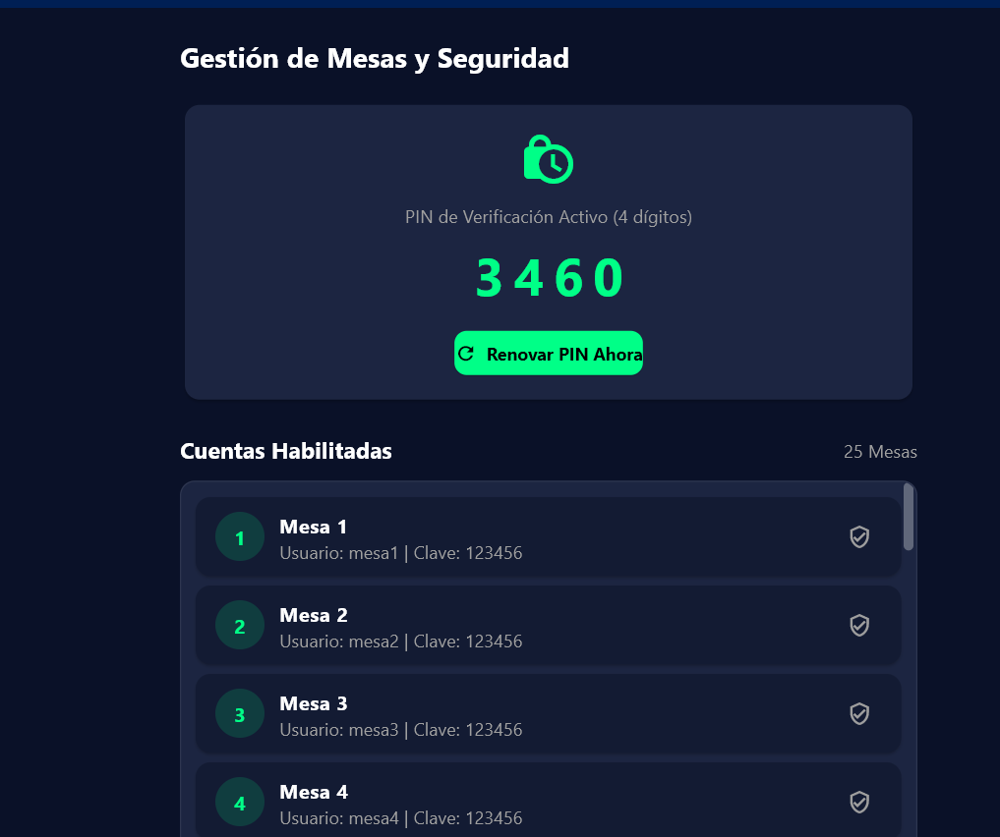 Gestión de Mesas y Seguridad
PIN de Verificación Activo (4 dígitos)
3460
Renovar PIN Ahora
Cuentas Habilitadas
25 Mesas
1
Mesa 1
Usuario: mesa1 | Clave: 123456
2
Mesa 2
Usuario: mesa2 | Clave: 123456
3
Mesa 3
Usuario: mesa3 | Clave: 123456
4
Mesa 4
Usuario: mesa4 | Clave: 123456